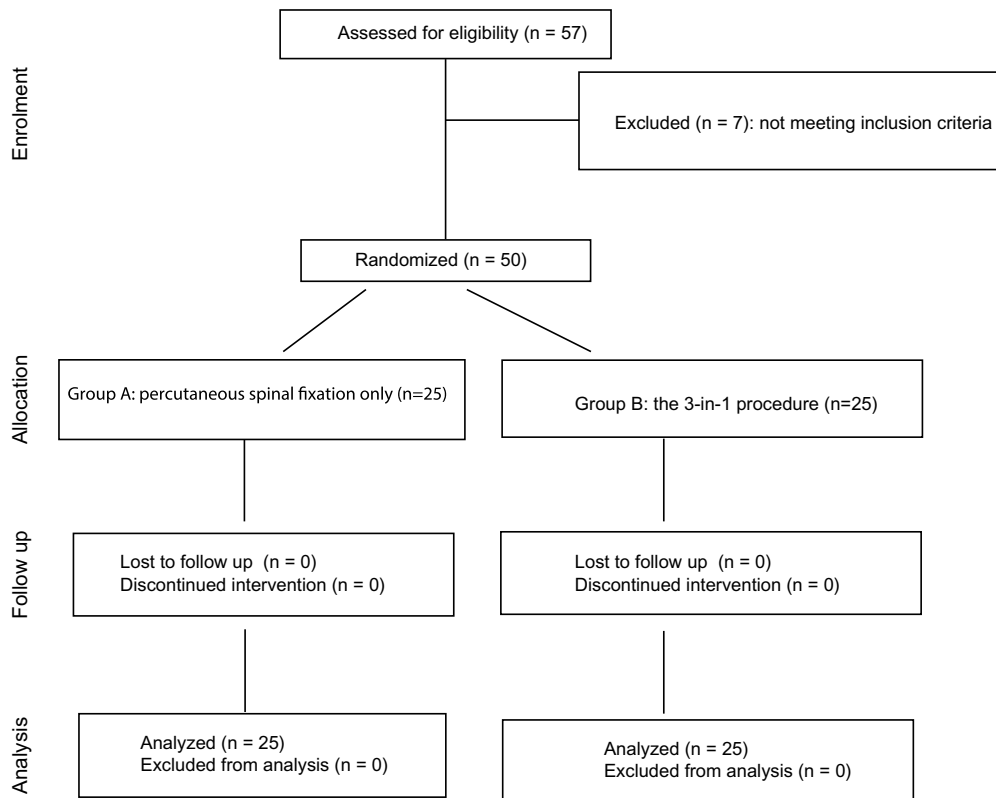 Enrolment
Assessed for eligibility (n = 57)
Excluded (n = 7): not meeting inclusion criteria
Randomized (n = 50)
Allocation
Group A: percutaneous spinal fixation only (n=25)
Group B: the 3-in-1 procedure (n=25)
Follow up
Lost to follow up (n = 0)
Discontinued intervention (n = 0)
Lost to follow up (n = 0)
Discontinued intervention (n = 0)
Analysis
Analyzed (n = 25)
Excluded from analysis (n = 0)
Analyzed (n = 25)
Excluded from analysis (n = 0)